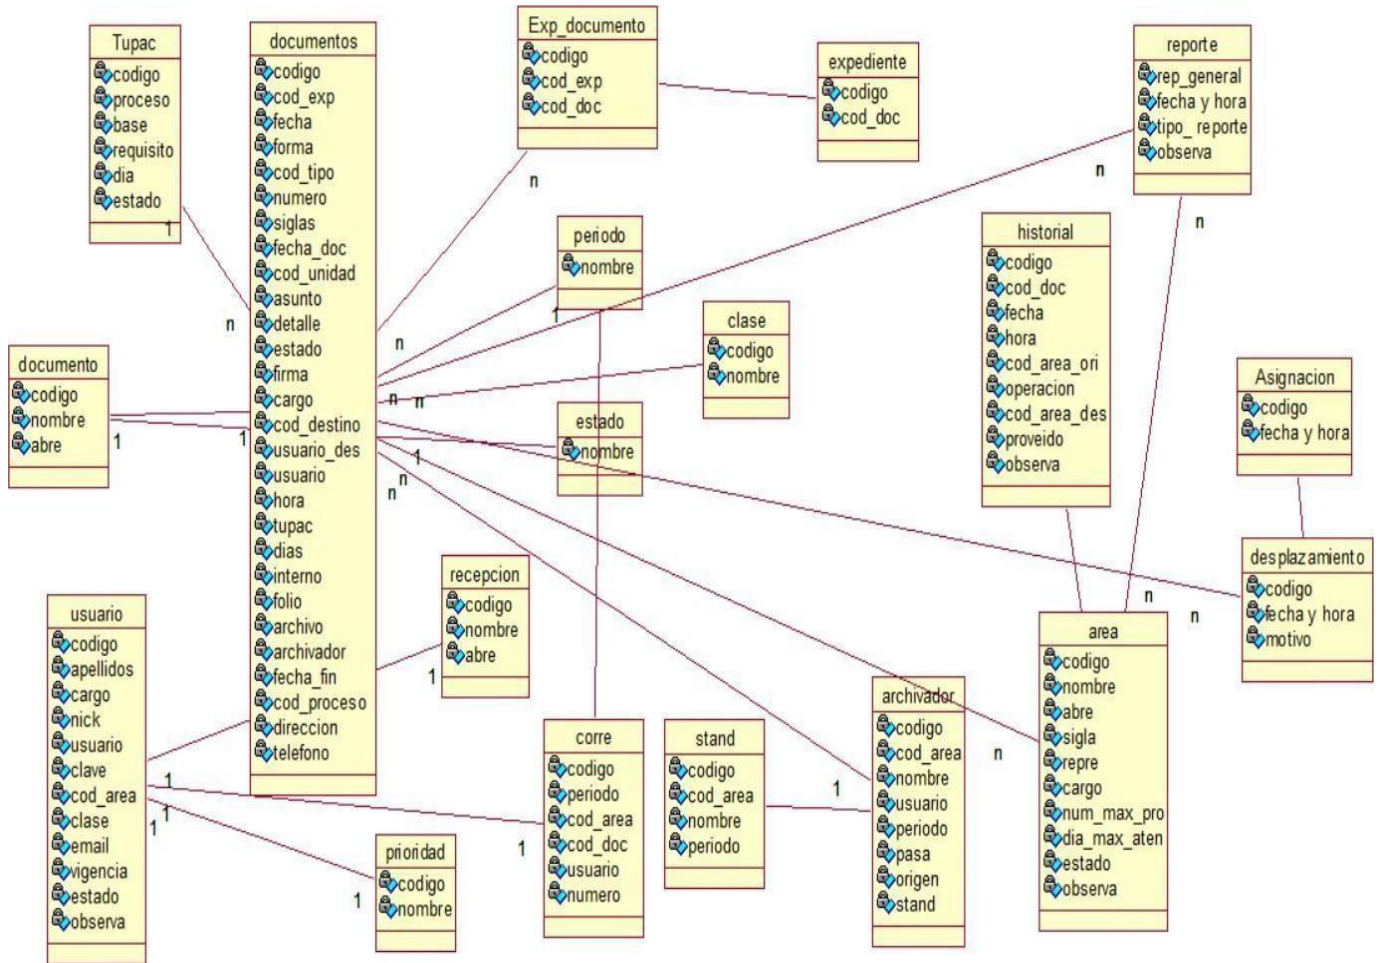 Tupac
codigo
proceso
base
requisito
dia
estado
1
n
documentos
codigo
cod_exp
fecha
forma
cod_tipo
numero
siglas
fecha_doc
cod_unidad
asunto
detalle
estado
firma
cargo
cod_destino
usuario_des
usuario
hora
tupac
dias
interno
folio
archivo
archivador
fecha_fin
cod_proceso
direccion
telefono
Exp_documento
codigo
cod_exp
cod_doc
n
n
expediente
codigo
cod_doc
reporte
rep_general
fecha y hora
tipo_ reporte
observa
n
n
periodo
nombre
1
clase
codigo
nombre
n
n
historial
codigo
cod_doc
fecha
hora
cod_area_ori
operacion
cod_area_des
proveido
observa
Asignacion
codigo
fecha y hora
documento
codigo
nombre
abre
1
1
estado
nombre
1
n
n
desplazamiento
codigo
fecha y hora
motivo
n
n
recepcion
codigo
nombre
abre
1
usuario
codigo
apellidos
cargo
nick
usuario
clave
cod_area
clase
email
vigencia
estado
observa
1
1
1
prioridad
codigo
nombre
1
corre
codigo
periodo
cod_area
cod_doc
usuario
numero
1
stand
codigo
cod_area
nombre
periodo
archivador
codigo
cod_area
nombre
usuario
periodo
pasa
origen
stand
1
area
codigo
nombre
abre
sigla
repre
cargo
num_max_pro
dia_max_aten
estado
observa
n